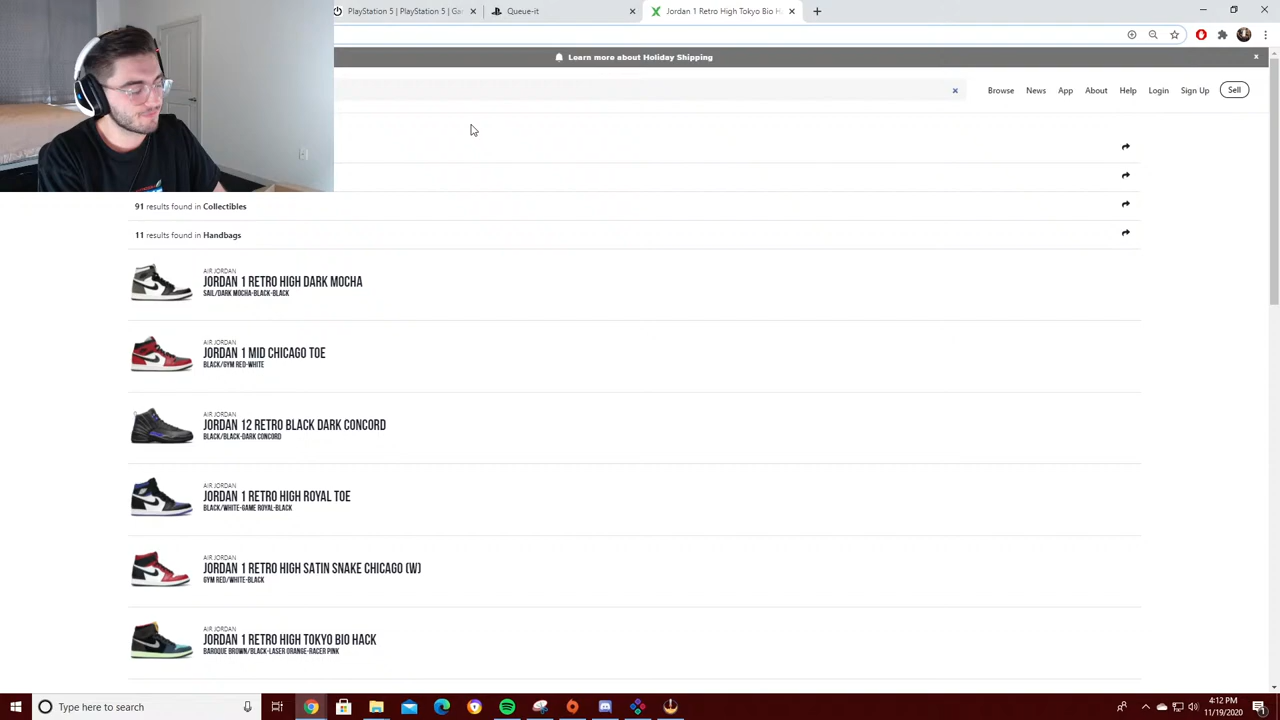 PlayStation 5 | Ga
Queue-it
Jordan 1 Retro High Tokyo Bio H
Learn more about Holiday Shipping
Browse
News
App
About
Help
Login
Sign Up
Sell
91 results found in Collectibles
11 results found in Handbags
AIR JORDAN
JORDAN 1 RETRO HIGH DARK MOCHA
SAIL/DARK MOCHA-BLACK-BLACK
AIR JORDAN
JORDAN 1 MID CHICAGO TOE
BLACK/GYM RED-WHITE
AIR JORDAN
JORDAN 12 RETRO BLACK DARK CONCORD
BLACK/BLACK-DARK CONCORD
AIR JORDAN
JORDAN 1 RETRO HIGH ROYAL TOE
BLACK/WHITE-GAME ROYAL-BLACK
AIR JORDAN
JORDAN 1 RETRO HIGH SATIN SNAKE CHICAGO (W)
GYM RED/WHITE-BLACK
AIR JORDAN
JORDAN 1 RETRO HIGH TOKYO BIO HACK
BAROQUE BROWN/BLACK-LASER ORANGE-RACER PINK
Type here to search
4:12 PM
11/19/2020